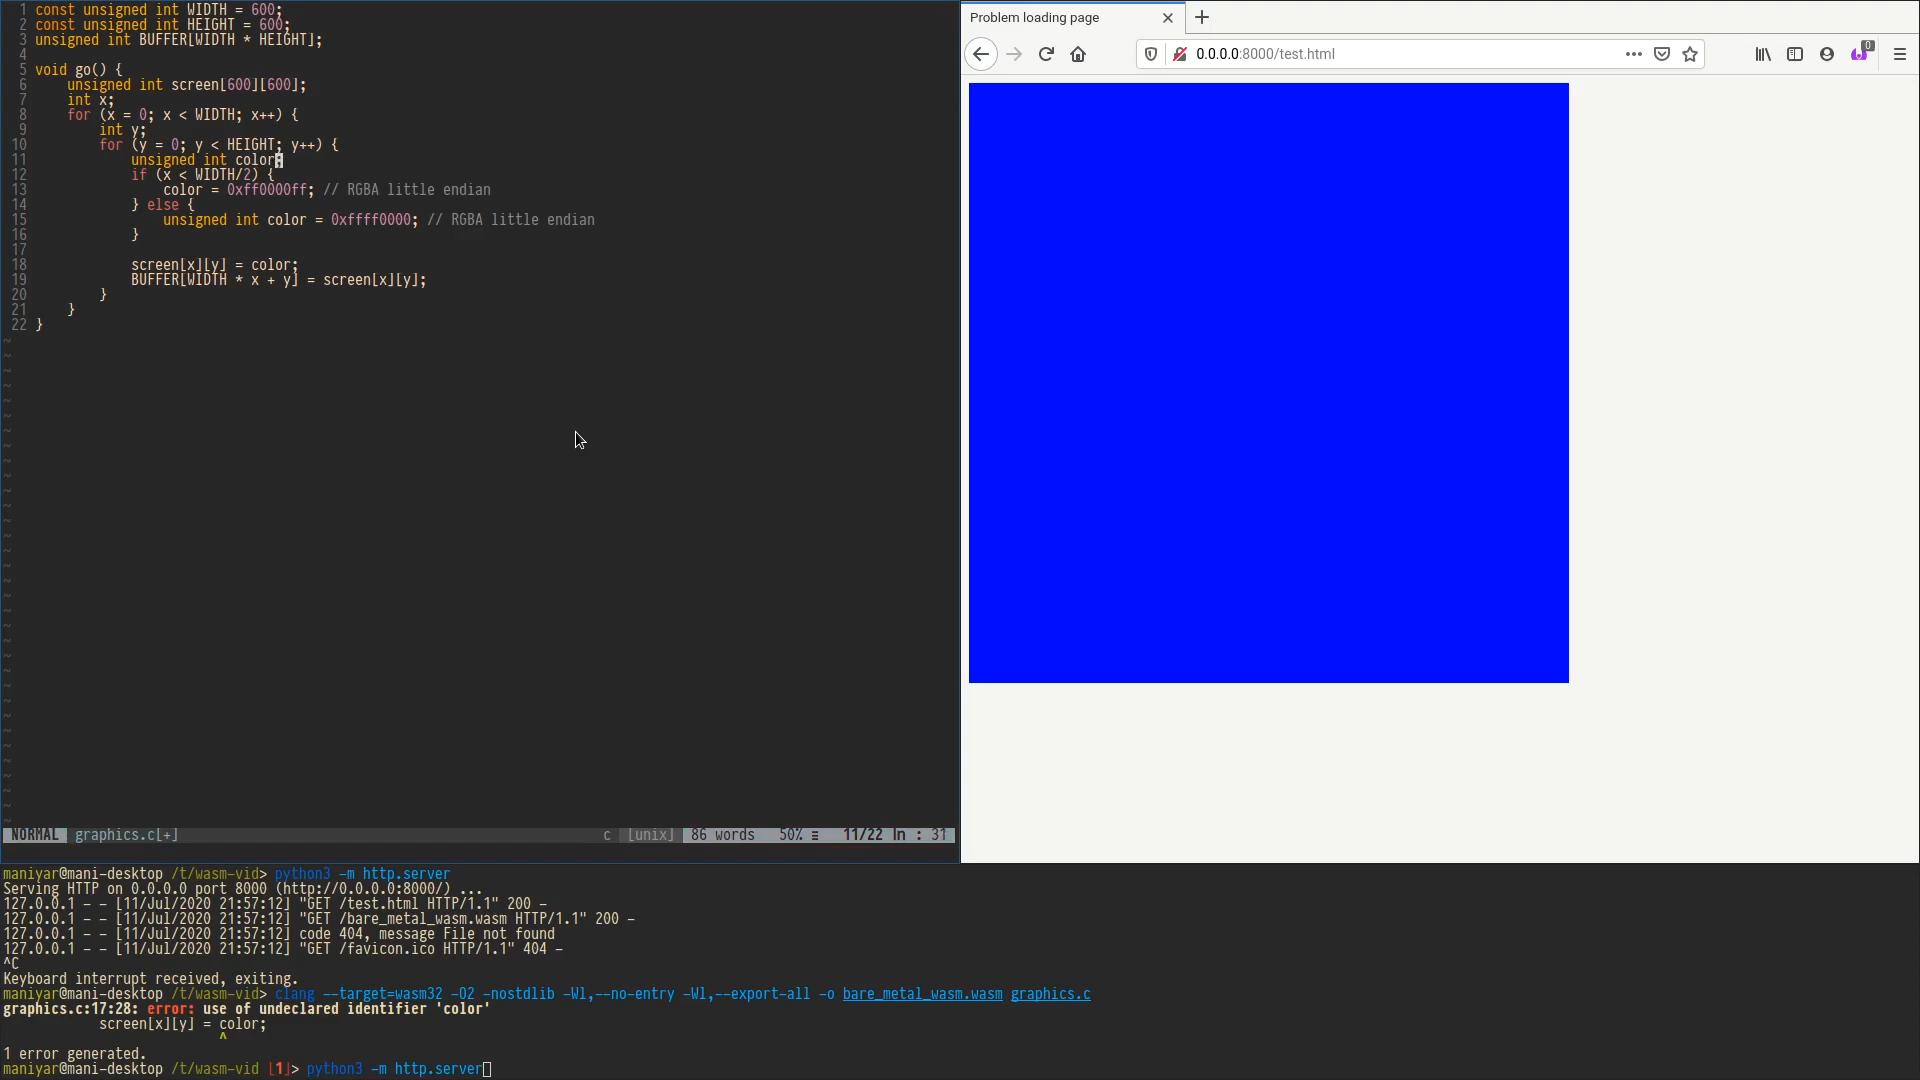 1 const unsigned int WIDTH = 600;
2 const unsigned int HEIGHT = 600;
3 unsigned int BUFFER[WIDTH * HEIGHT];
4
5 void go() {
6     unsigned int screen[600][600];
7     int x;
8     for (x = 0; x < WIDTH; x++) {
9         int y;
10         for (y = 0; y < HEIGHT; y++) {
11             unsigned int color;
12             if (x < WIDTH/2) {
13                 color = 0xff0000ff; // RGBA little endian
14             } else {
15                 unsigned int color = 0xffff0000; // RGBA little endian
16             }
17
18             screen[x][y] = color;
19             BUFFER[WIDTH * x + y] = screen[x][y];
20         }
21     }
22 }
NORMAL graphics.c[+] c [unix] 86 words 50% ≡ 11/22 ln : 31
Problem loading page
0.0.0.0:8000/test.html
0
maniyar@mani-desktop /t/wasm-vid> python3 -m http.server
Serving HTTP on 0.0.0.0 port 8000 (http://0.0.0.0:8000/) ...
127.0.0.1 - - [11/Jul/2020 21:57:12] "GET /test.html HTTP/1.1" 200 -
127.0.0.1 - - [11/Jul/2020 21:57:12] "GET /bare_metal_wasm.wasm HTTP/1.1" 200 -
127.0.0.1 - - [11/Jul/2020 21:57:12] code 404, message File not found
127.0.0.1 - - [11/Jul/2020 21:57:12] "GET /favicon.ico HTTP/1.1" 404 -
^C
Keyboard interrupt received, exiting.
maniyar@mani-desktop /t/wasm-vid> clang --target=wasm32 -O2 -nostdlib -Wl,--no-entry -Wl,--export-all -o bare_metal_wasm.wasm graphics.c
graphics.c:17:28: error: use of undeclared identifier 'color'
            screen[x][y] = color;
                           ^
1 error generated.
maniyar@mani-desktop /t/wasm-vid [1]> python3 -m http.server